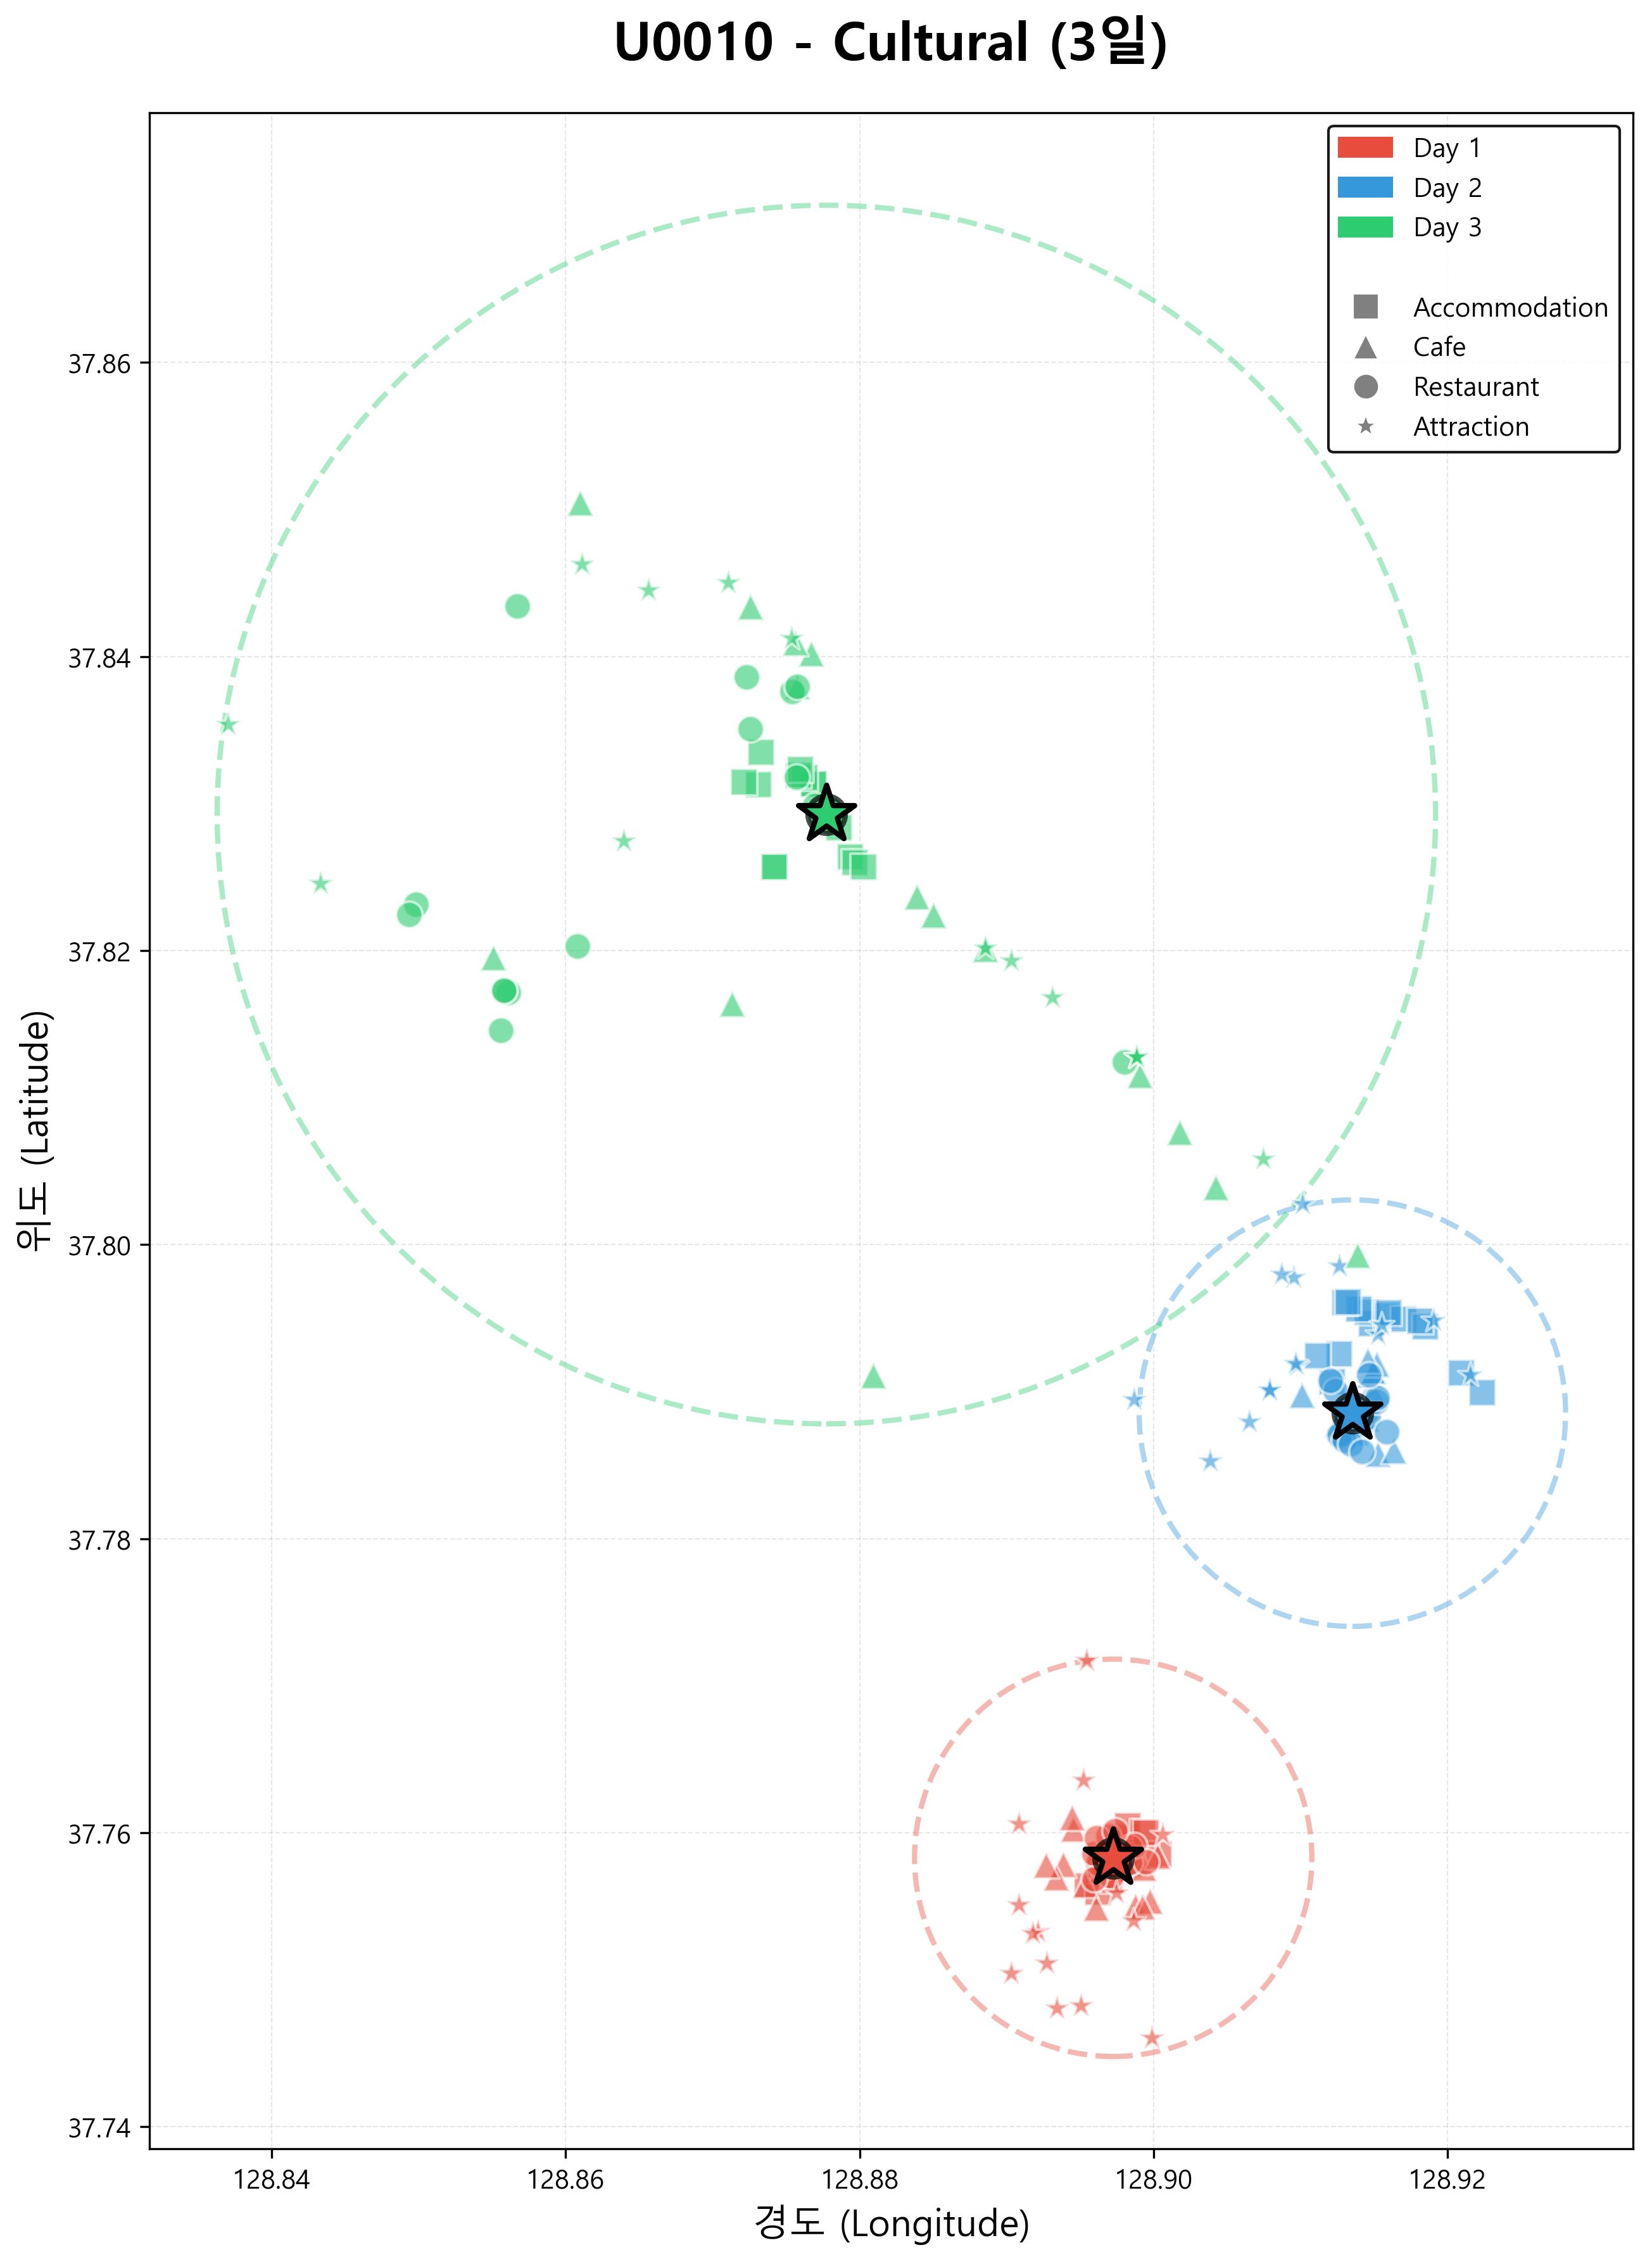 U0010 - Cultural (3일)
Day 1
Day 2
Day 3
Accommodation
Cafe
Restaurant
Attraction
37.86
37.84
37.82
37.80
37.78
37.76
37.74
위도 (Latitude)
128.84
128.86
128.88
128.90
128.92
경도 (Longitude)